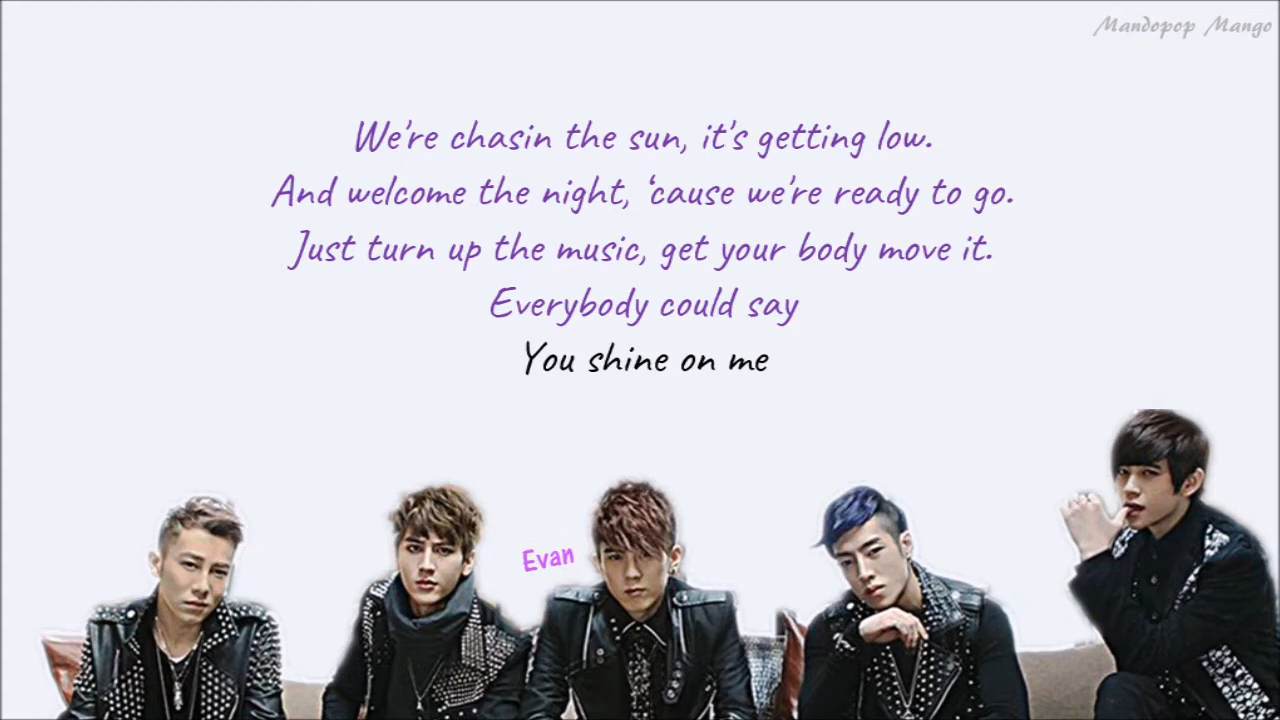 Mandopop Mango
We're chasin the sun, it's getting low.
And welcome the night, ‘cause we're ready to go.
Just turn up the music, get your body move it.
Everybody could say
You shine on me
Evan